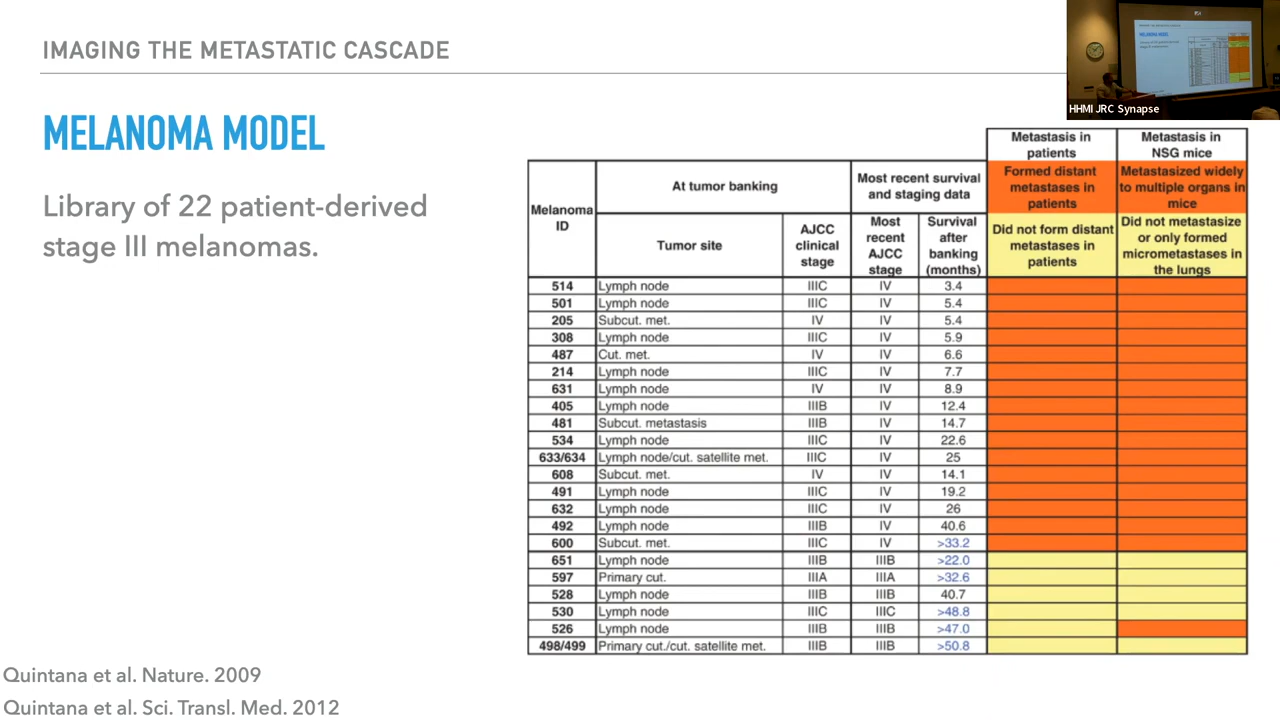 IMAGING THE METASTATIC CASCADE
HHMI JRC Synapse
MELANOMA MODEL
Library of 22 patient-derived
stage III melanomas.
Metastasis in patients | Metastasis in NSG mice
Melanoma ID | At tumor banking | Most recent survival and staging data | Formed distant metastases in patients | Metastasized widely to multiple organs in mice
Tumor site | AJCC clinical stage | Most recent AJCC stage | Survival after banking (months) | Did not form distant metastases in patients | Did not metastasize or only formed micrometastases in the lungs
514 Lymph node IIIC IV 3.4
501 Lymph node IIIC IV 5.4
205 Subcut. met. IV IV 5.4
308 Lymph node IIIC IV 5.9
487 Cut. met. IV IV 6.6
214 Lymph node IIIC IV 7.7
631 Lymph node IV IV 8.9
405 Lymph node IIIB IV 12.4
481 Subcut. metastasis IIIB IV 14.7
534 Lymph node IIIC IV 22.6
633/634 Lymph node/cut. satellite met. IIIC IV 25
608 Subcut. met. IV IV 14.1
491 Lymph node IIIC IV 19.2
632 Lymph node IIIC IV 26
492 Lymph node IIIB IV 40.6
600 Subcut. met. IIIC IV >33.2
651 Lymph node IIIB IIIB >22.0
597 Primary cut. IIIA IIIA >32.6
528 Lymph node IIIB IIIB 40.7
530 Lymph node IIIC IIIC >48.8
526 Lymph node IIIB IIIB >47.0
498/499 Primary cut./cut. satellite met. IIIB IIIB >50.8
Quintana et al. Nature. 2009
Quintana et al. Sci. Transl. Med. 2012